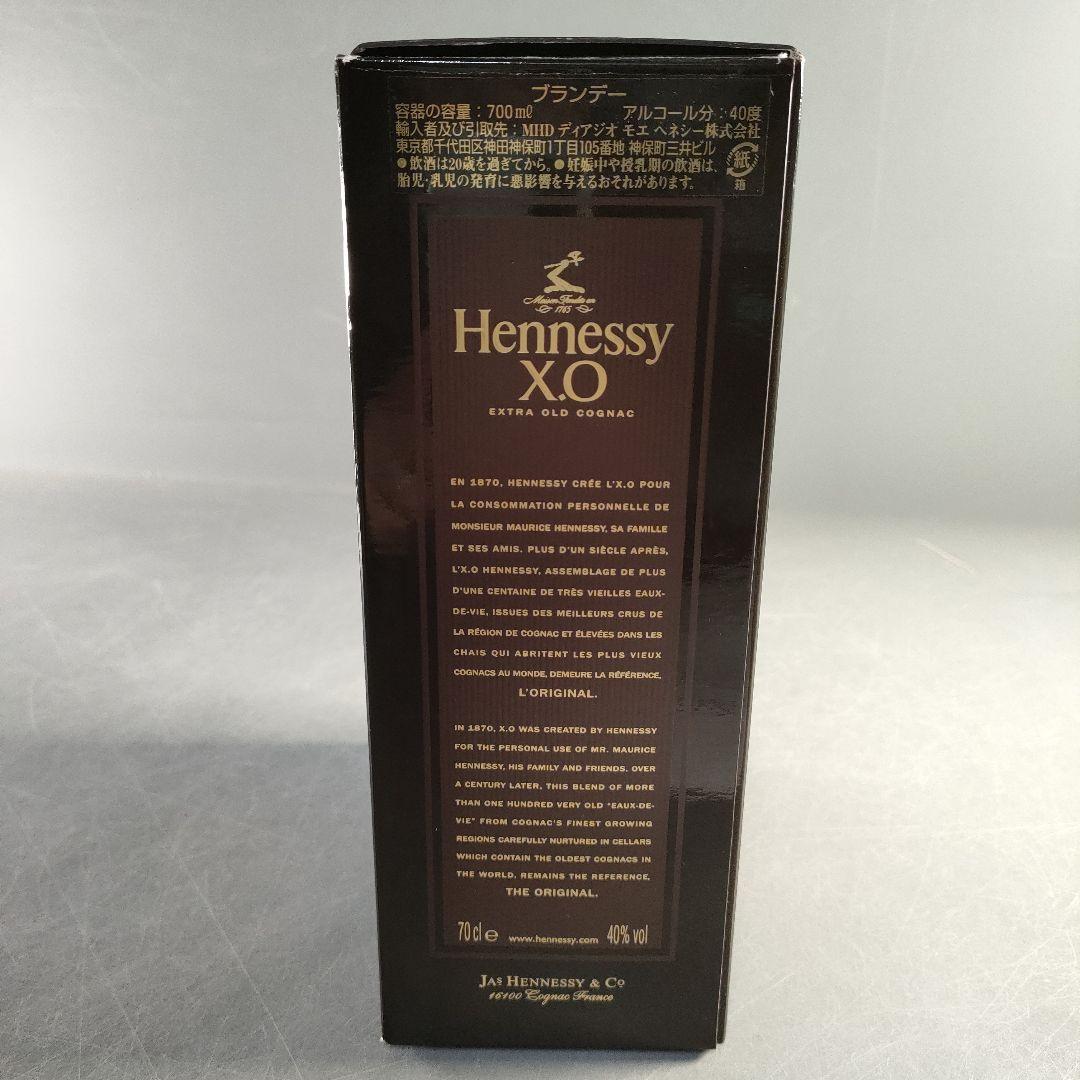 ブランデー
容器の容量：700mℓ アルコール分：40度
輸入者及び引取先：MHD ディアジオ モエ ヘネシー株式会社
東京都千代田区神田神保町1丁目105番地 神保町三井ビル
●飲酒は20歳を過ぎてから。●妊娠中や授乳期の飲酒は、
胎児・乳児の発育に悪影響を与えるおそれがあります。
紙
箱
Maison Fondée en
1765
Hennessy
X.O
EXTRA OLD COGNAC
EN 1870, HENNESSY CRÉE L'X.O POUR
LA CONSOMMATION PERSONNELLE DE
MONSIEUR MAURICE HENNESSY, SA FAMILLE
ET SES AMIS. PLUS D'UN SIÈCLE APRÈS,
L'X.O HENNESSY, ASSEMBLAGE DE PLUS
D'UNE CENTAINE DE TRÈS VIEILLES EAUX-
DE-VIE, ISSUES DES MEILLEURS CRUS DE
LA RÉGION DE COGNAC ET ÉLEVÉES DANS LES
CHAIS QUI ABRITENT LES PLUS VIEUX
COGNACS AU MONDE, DEMEURE LA RÉFÉRENCE.
L'ORIGINAL.
IN 1870, X.O WAS CREATED BY HENNESSY
FOR THE PERSONAL USE OF MR. MAURICE
HENNESSY, HIS FAMILY AND FRIENDS. OVER
A CENTURY LATER, THIS BLEND OF MORE
THAN ONE HUNDRED VERY OLD "EAUX-DE-
VIE" FROM COGNAC'S FINEST GROWING
REGIONS CAREFULLY NURTURED IN CELLARS
WHICH CONTAIN THE OLDEST COGNACS IN
THE WORLD, REMAINS THE REFERENCE.
THE ORIGINAL.
70 cl e www.hennessy.com 40% vol
JAS HENNESSY & Co
16100 Cognac France